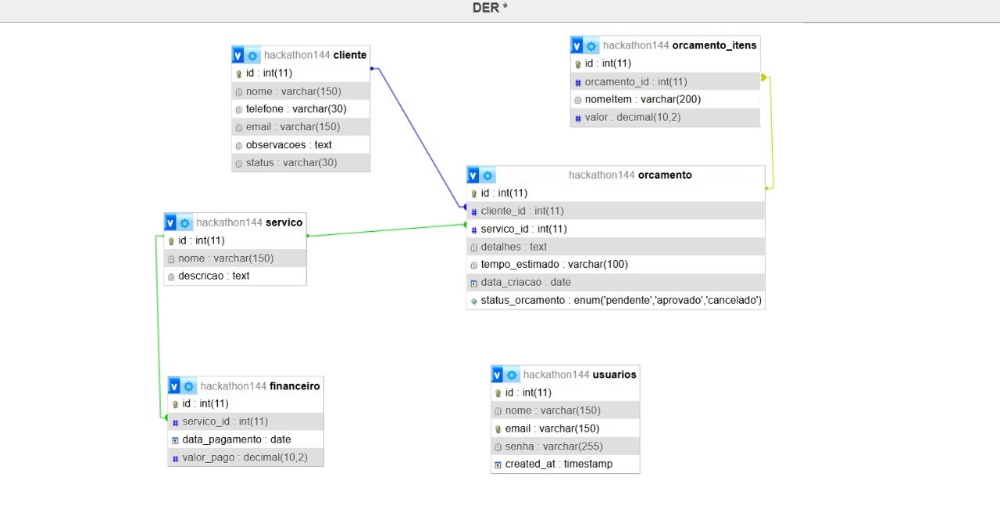 DER *
hackathon144 cliente
id : int(11)
nome : varchar(150)
telefone : varchar(30)
email : varchar(150)
observacoes : text
status : varchar(30)
hackathon144 orcamento_itens
id : int(11)
orcamento_id : int(11)
nomeItem : varchar(200)
valor : decimal(10,2)
hackathon144 orcamento
id : int(11)
cliente_id : int(11)
servico_id : int(11)
detalhes : text
tempo_estimado : varchar(100)
data_criacao : date
status_orcamento : enum('pendente','aprovado','cancelado')
hackathon144 servico
id : int(11)
nome : varchar(150)
descricao : text
hackathon144 financeiro
id : int(11)
servico_id : int(11)
data_pagamento : date
valor_pago : decimal(10,2)
hackathon144 usuarios
id : int(11)
nome : varchar(150)
email : varchar(150)
senha : varchar(255)
created_at : timestamp